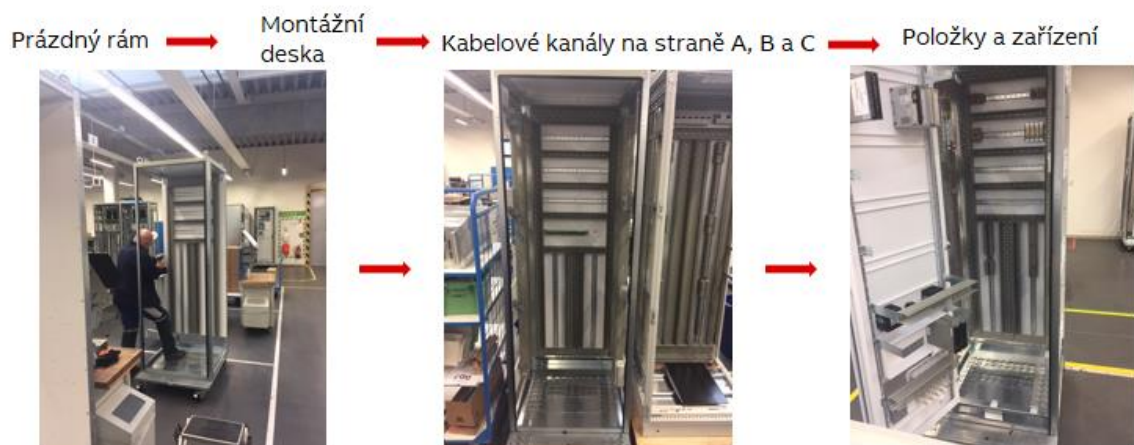 Prázdný rám
Montážní
deska
Kabelové kanály na straně A, B a C
Položky a zařízení